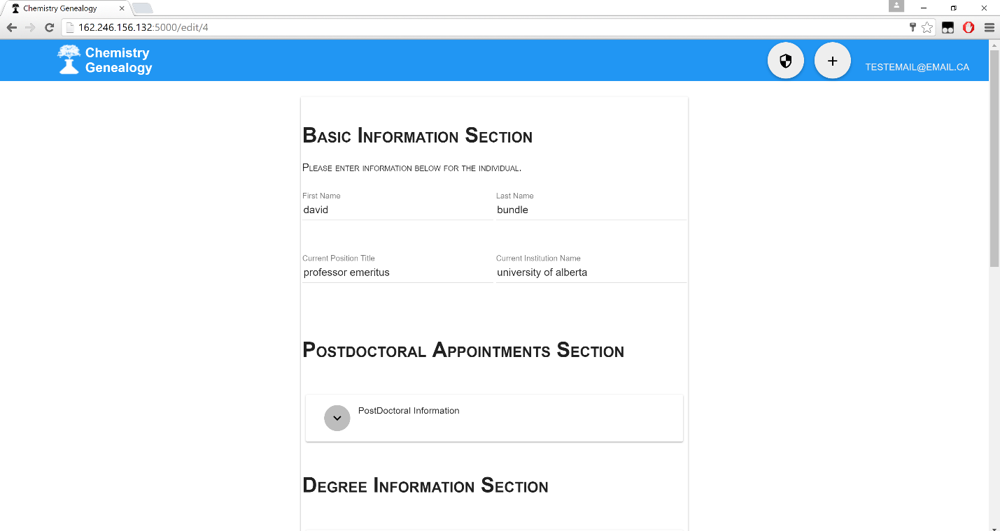 Chemistry Genealogy
162.246.156.132:5000/edit/4
Chemistry
Genealogy
TESTEMAIL@EMAIL.CA
Basic Information Section
Please enter information below for the individual.
First Name Last Name
david bundle
Current Position Title Current Institution Name
professor emeritus university of alberta
Postdoctoral Appointments Section
PostDoctoral Information
Degree Information Section